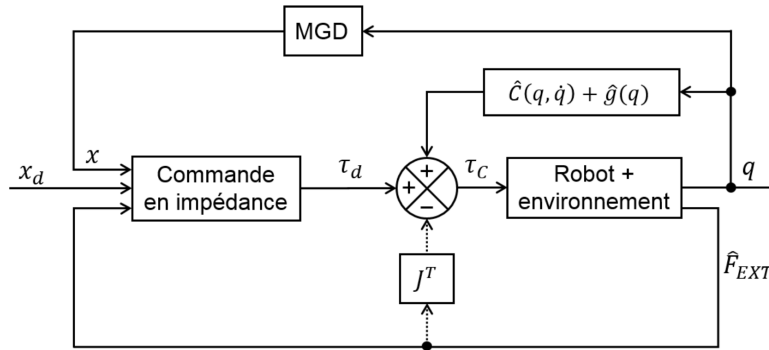 MGD
Ĉ(q, q̇) + ĝ(q)
x
x_d
Commande
en impédance
τ_d
+
+
−
τ_C
Robot +
environnement
q
J^T
F̂_EXT